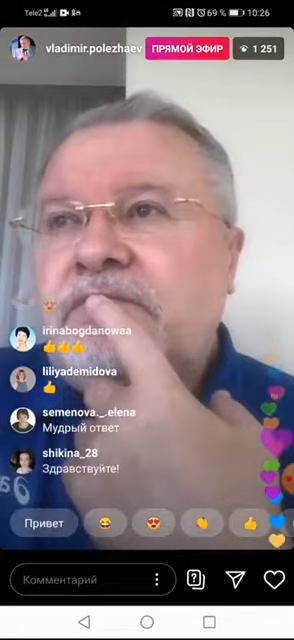 Tele2
69 %
10:26
vladimir.polezhaev ПРЯМОЙ ЭФИР 1 251
irinabogdanowaa
liliyademidova
semenova._.elena
Мудрый ответ
shikina_28
Здравствуйте!
Привет
Комментарий